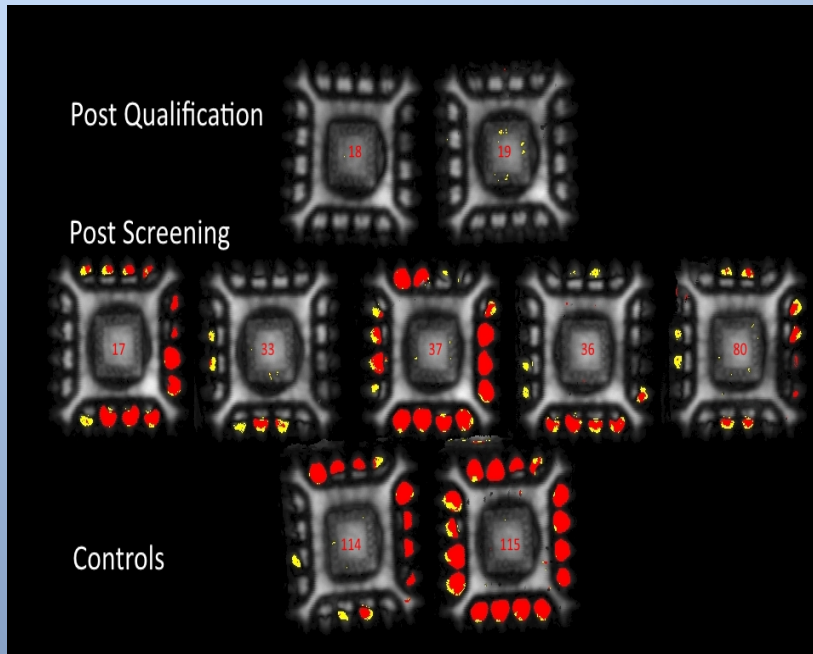 Post Qualification
18 19
Post Screening
17 33 37 36 80
114 115
Controls